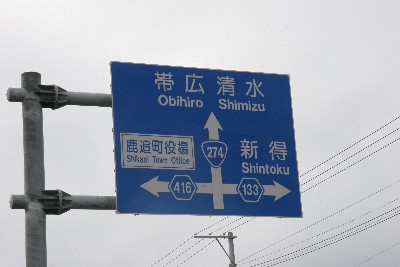 帯広 清水
Obihiro Shimizu
鹿追町役場
Shikaoi Town Office
274
新得
Shintoku
416
133